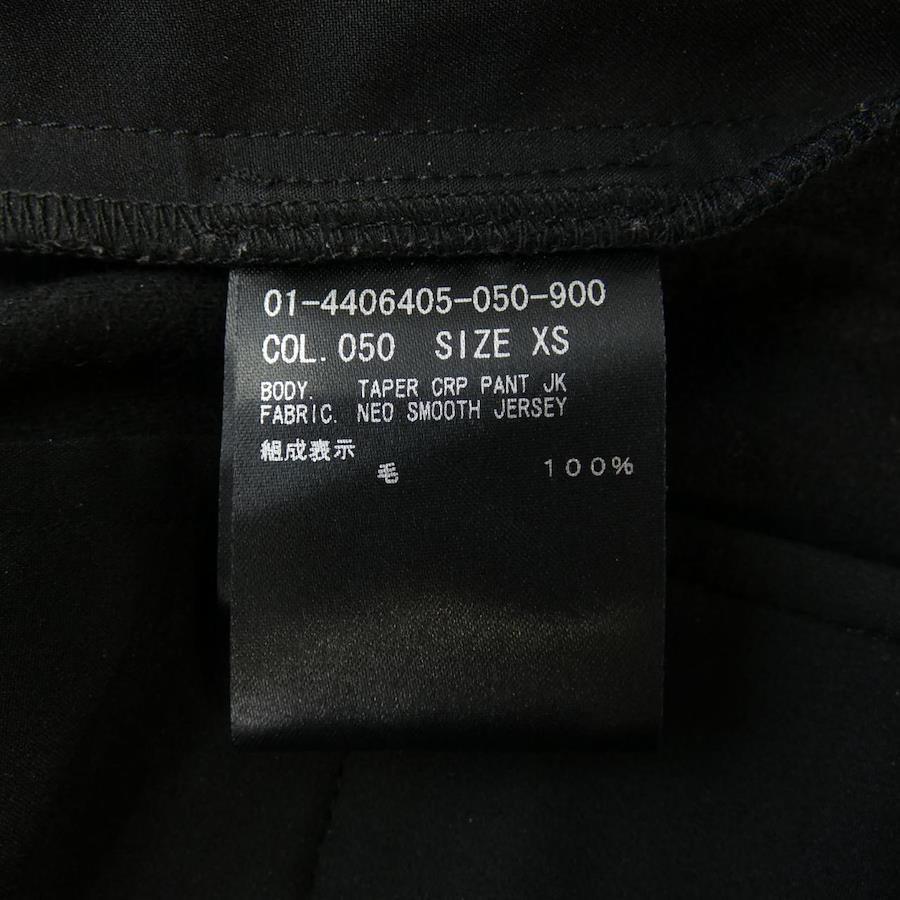 01-4406405-050-900
COL. 050 SIZE XS
BODY. TAPER CRP PANT JK
FABRIC. NEO SMOOTH JERSEY
組成表示
毛 100%